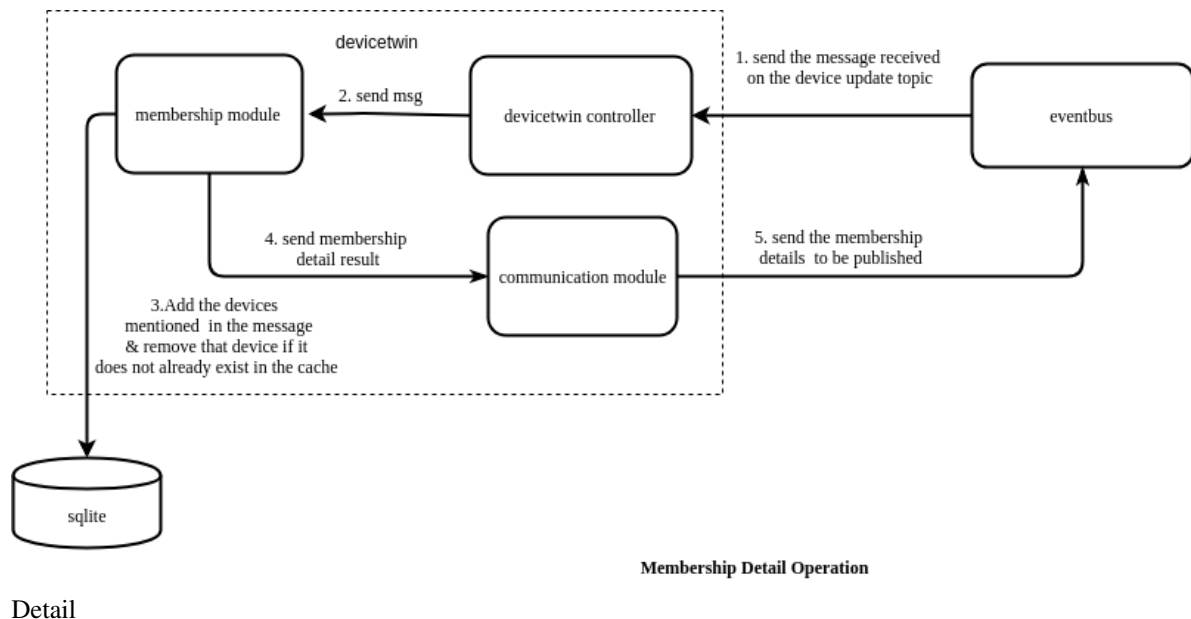 devicetwin
membership module
2. send msg
devicetwin controller
1. send the message received
on the device update topic
eventbus
4. send membership
detail result
communication module
5. send the membership
details to be published
3.Add the devices
mentioned in the message
& remove that device if it
does not already exist in the cache
sqlite
Membership Detail Operation
Detail